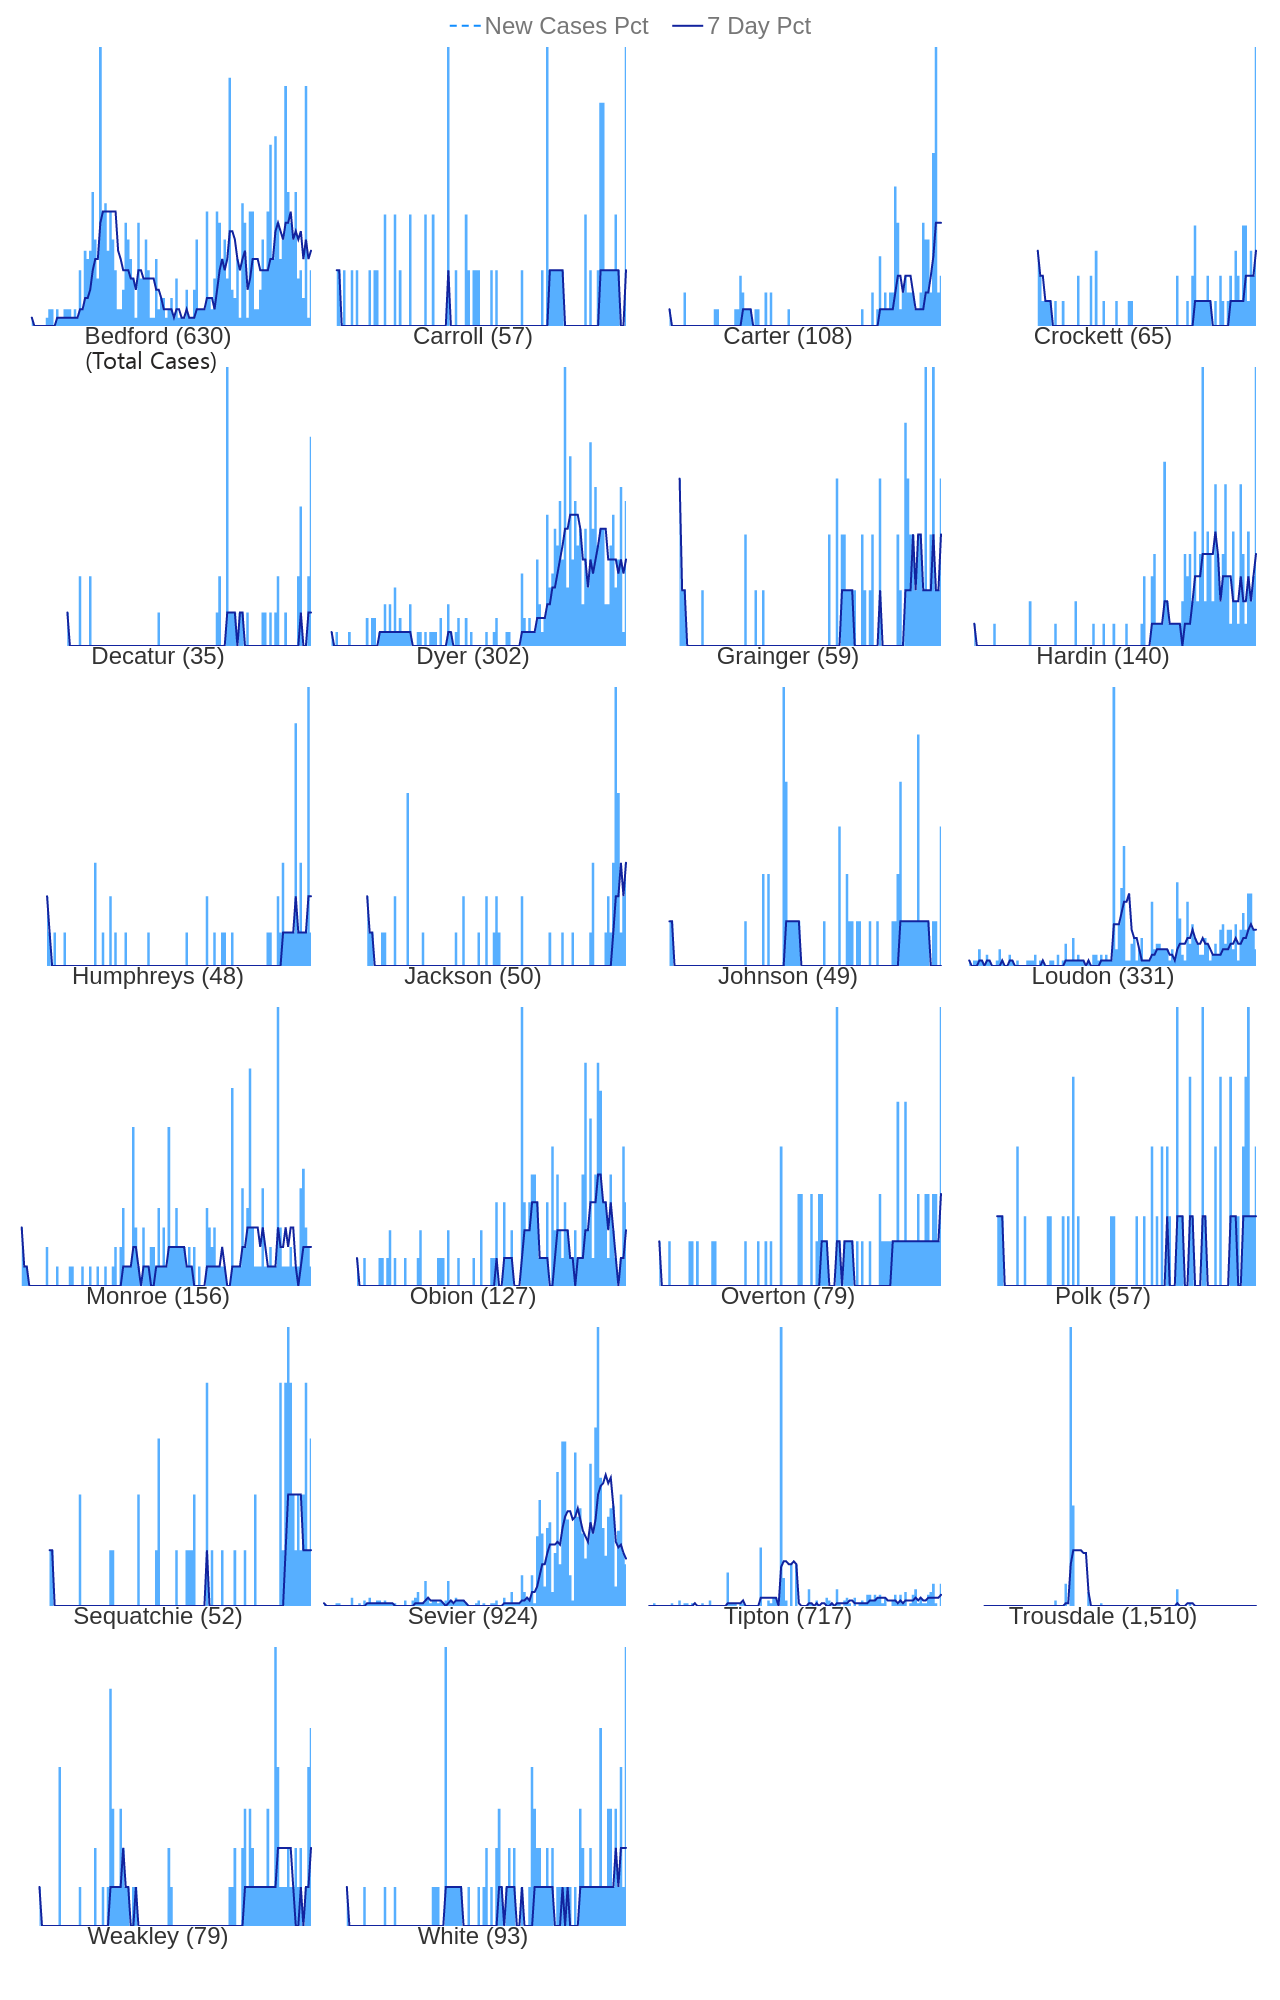 New Cases Pct 7 Day Pct
Bedford (630) Carroll (57) Carter (108) Crockett (65)
(Total Cases)
Decatur (35) Dyer (302) Grainger (59) Hardin (140)
Humphreys (48) Jackson (50) Johnson (49) Loudon (331)
Monroe (156) Obion (127) Overton (79) Polk (57)
Sequatchie (52) Sevier (924) Tipton (717) Trousdale (1,510)
Weakley (79) White (93)